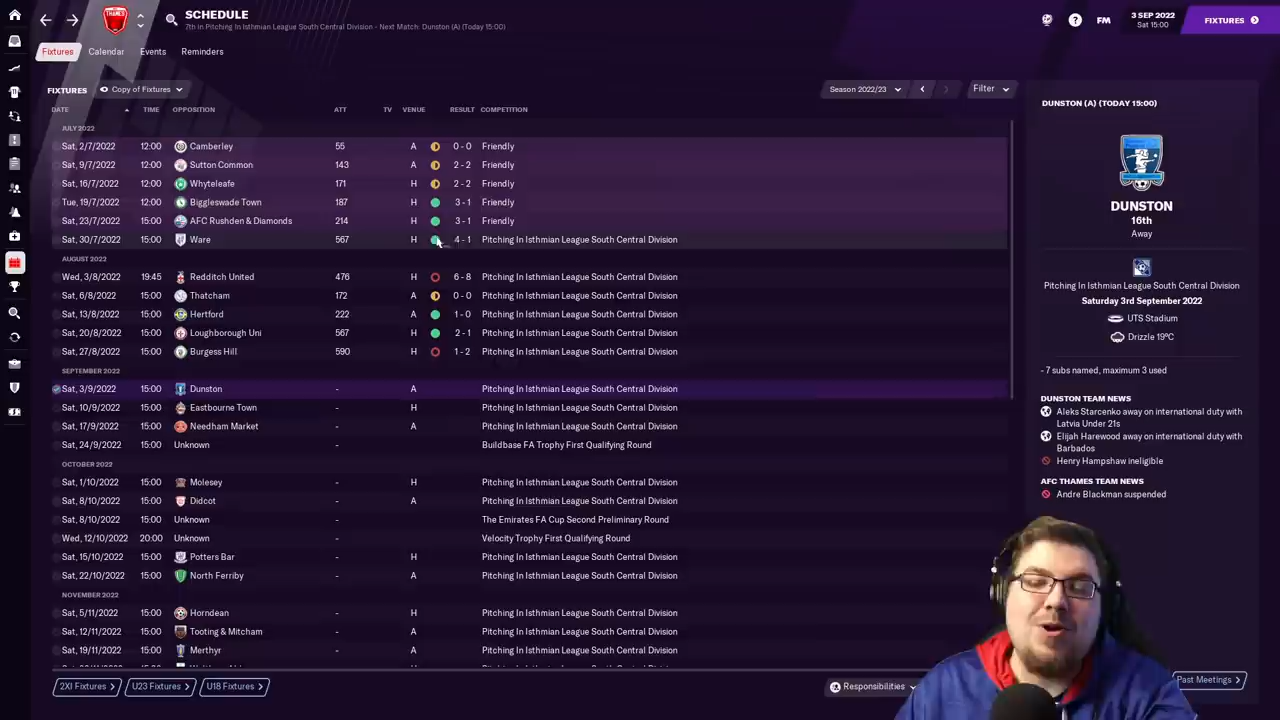 SCHEDULE
7th in Pitching In Isthmian League South Central Division - Next Match: Dunston (A) (Today 15:00)
FM
3 SEP 2022
Sat 15:00
FIXTURES
THAMES
Fixtures Calendar Events Reminders
FIXTURES Copy of Fixtures Season 2022/23 Filter
DATE TIME OPPOSITION ATT TV VENUE RESULT COMPETITION
JULY 2022
Sat, 2/7/2022 12:00 Camberley 55 A 0 - 0 Friendly
Sat, 9/7/2022 12:00 Sutton Common 143 A 2 - 2 Friendly
Sat, 16/7/2022 12:00 Whyteleafe 171 H 2 - 2 Friendly
Tue, 19/7/2022 12:00 Biggleswade Town 187 H 3 - 1 Friendly
Sat, 23/7/2022 12:00 AFC Rushden & Diamonds 214 H 3 - 1 Friendly
Sat, 30/7/2022 15:00 Ware 567 H 4 - 1 Pitching In Isthmian League South Central Division
AUGUST 2022
Wed, 3/8/2022 19:45 Redditch United 476 H 6 - 8 Pitching In Isthmian League South Central Division
Sat, 6/8/2022 15:00 Thatcham 172 A 0 - 0 Pitching In Isthmian League South Central Division
Sat, 13/8/2022 15:00 Hertford 222 A 1 - 0 Pitching In Isthmian League South Central Division
Sat, 20/8/2022 15:00 Loughborough Uni 567 H 2 - 1 Pitching In Isthmian League South Central Division
Sat, 27/8/2022 15:00 Burgess Hill 590 H 1 - 2 Pitching In Isthmian League South Central Division
SEPTEMBER 2022
Sat, 3/9/2022 15:00 Dunston - A Pitching In Isthmian League South Central Division
Sat, 10/9/2022 15:00 Eastbourne Town - H Pitching In Isthmian League South Central Division
Sat, 17/9/2022 15:00 Needham Market - A Pitching In Isthmian League South Central Division
Sat, 24/9/2022 15:00 Unknown - Buildbase FA Trophy First Qualifying Round
OCTOBER 2022
Sat, 1/10/2022 15:00 Molesey - H Pitching In Isthmian League South Central Division
Sat, 8/10/2022 15:00 Didcot - A Pitching In Isthmian League South Central Division
Sat, 8/10/2022 15:00 Unknown - The Emirates FA Cup Second Preliminary Round
Wed, 12/10/2022 20:00 Unknown - Velocity Trophy First Qualifying Round
Sat, 15/10/2022 15:00 Potters Bar - H Pitching In Isthmian League South Central Division
Sat, 22/10/2022 15:00 North Ferriby - A Pitching In Isthmian League South Central Division
NOVEMBER 2022
Sat, 5/11/2022 15:00 Horndean - H Pitching In Isthmian League South Central Division
Sat, 12/11/2022 15:00 Tooting & Mitcham - A Pitching In Isthmian League South Central Division
Sat, 19/11/2022 15:00 Merthyr - A Pitching In Isthmian League South Central Division
2XI Fixtures U23 Fixtures U18 Fixtures Responsibilities Past Meetings
DUNSTON (A) (TODAY 15:00)
DUNSTON
16th
Away
Pitching In Isthmian League South Central Division
Saturday 3rd September 2022
UTS Stadium
Drizzle 19ºC
- 7 subs named, maximum 3 used
DUNSTON TEAM NEWS
Aleks Starcenko away on international duty with
Latvia Under 21s
Elijah Harewood away on international duty with
Barbados
Henry Hampshaw ineligible
AFC THAMES TEAM NEWS
Andre Blackman suspended